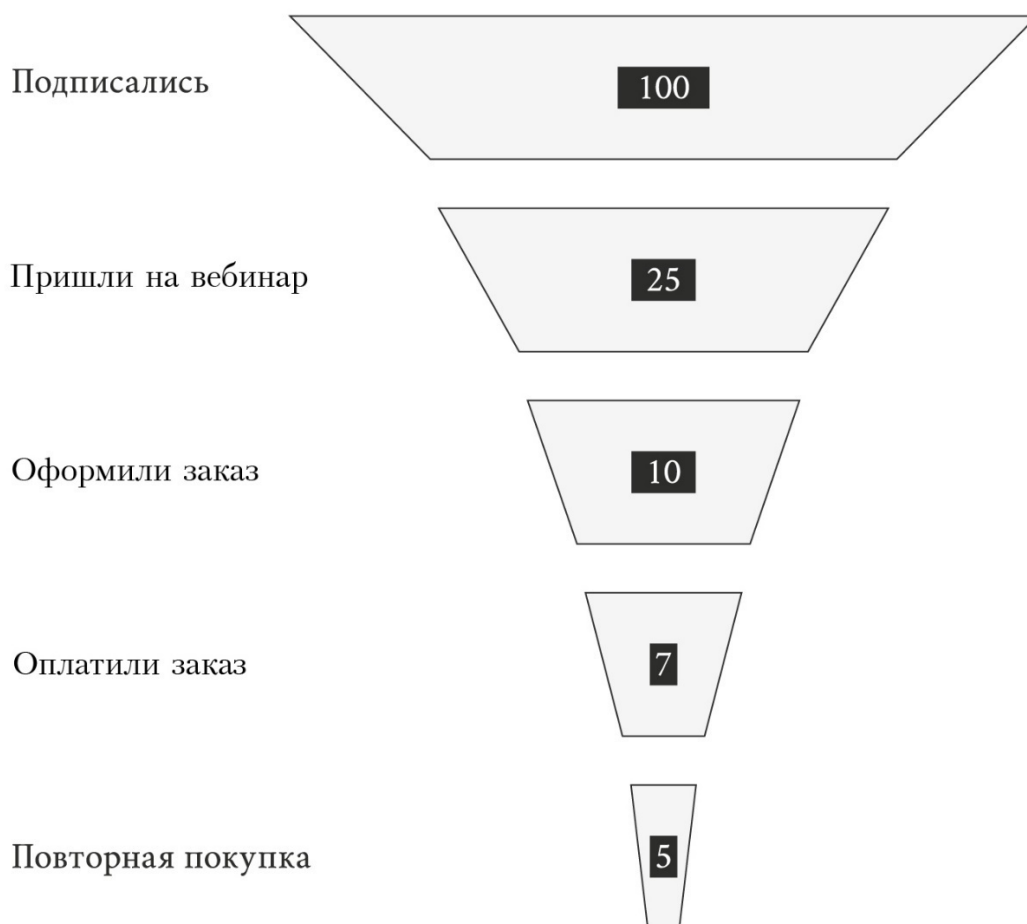 Подписались
100
Пришли на вебинар
25
Оформили заказ
10
Оплатили заказ
7
Повторная покупка
5